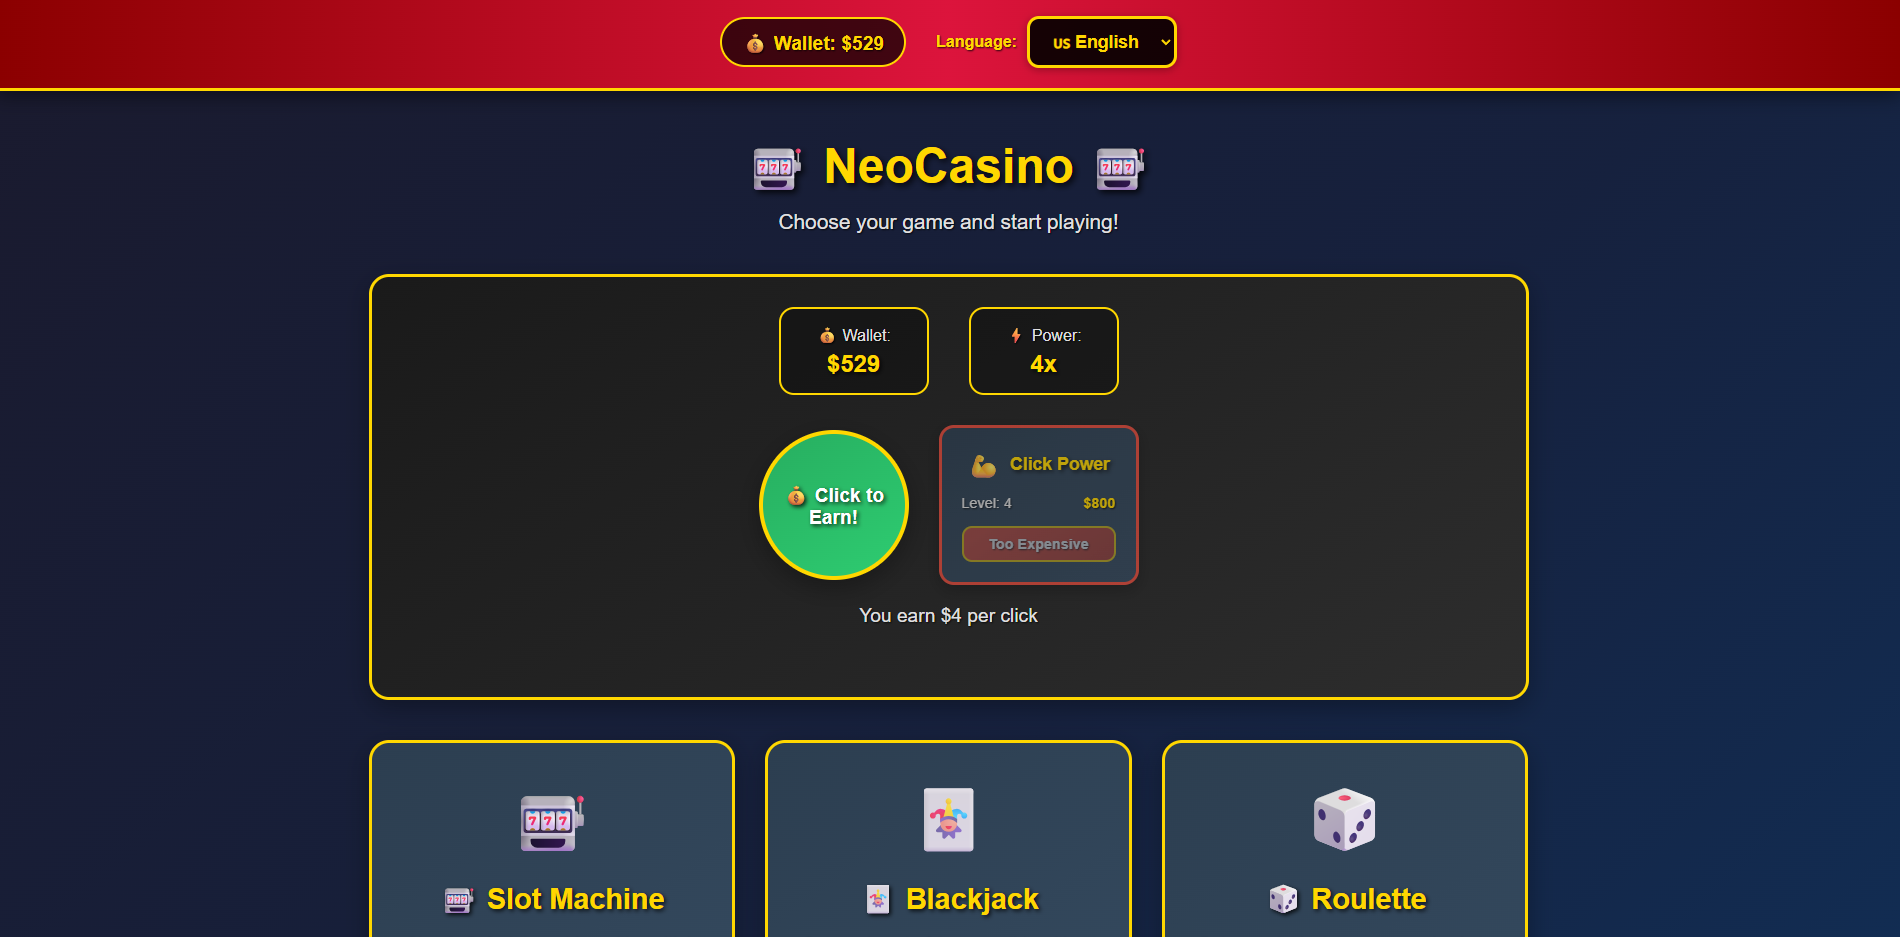 Wallet: $529
Language:
US English
NeoCasino
Choose your game and start playing!
Wallet:
$529
Power:
4x
Click to
Earn!
Click Power
Level: 4
$800
Too Expensive
You earn $4 per click
Slot Machine
Blackjack
Roulette